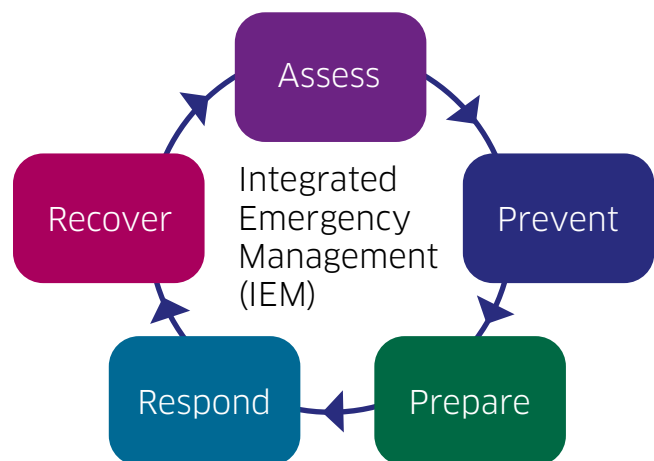 Assess
Recover
Integrated
Emergency
Management
(IEM)
Prevent
Respond
Prepare